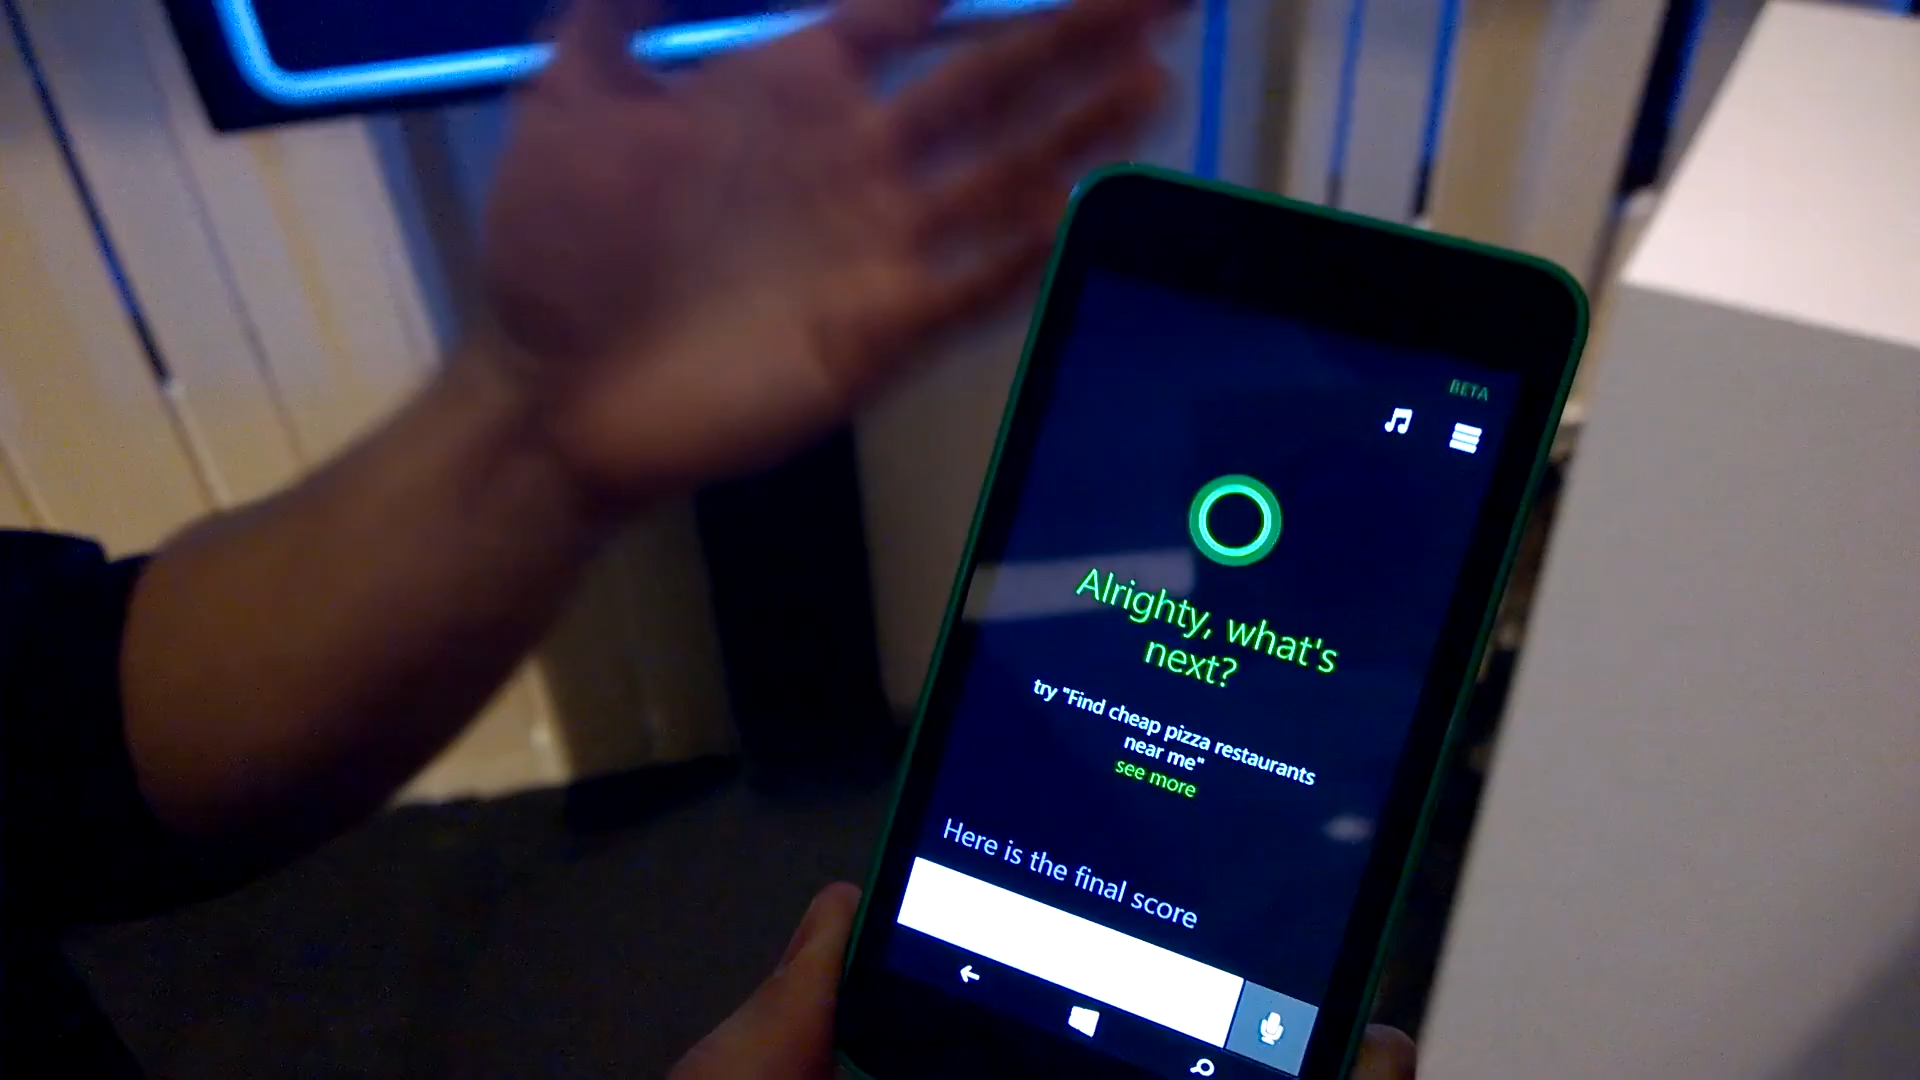 BETA
Alrighty, what's
next?
try "Find cheap pizza restaurants
near me"
see more
Here is the final score